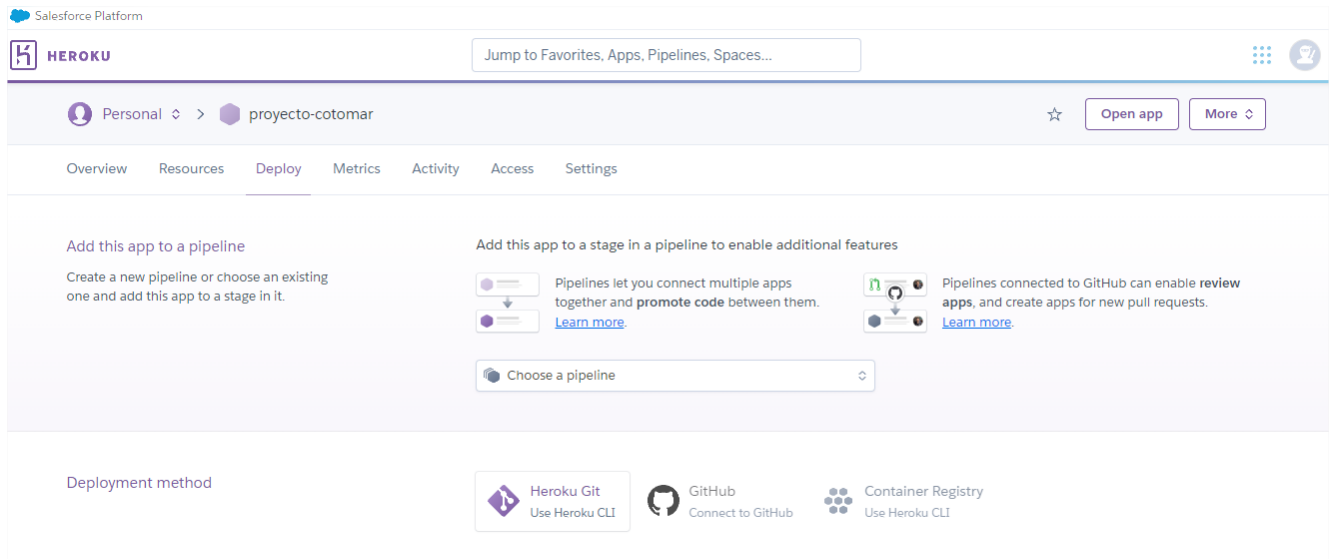 Salesforce Platform
HEROKU
Jump to Favorites, Apps, Pipelines, Spaces...
Personal > proyecto-cotomar
Open app
More
Overview Resources Deploy Metrics Activity Access Settings
Add this app to a pipeline
Create a new pipeline or choose an existing
one and add this app to a stage in it.
Add this app to a stage in a pipeline to enable additional features
Pipelines let you connect multiple apps
together and promote code between them.
Learn more.
Pipelines connected to GitHub can enable review
apps, and create apps for new pull requests.
Learn more.
Choose a pipeline
Deployment method
Heroku Git
Use Heroku CLI
GitHub
Connect to GitHub
Container Registry
Use Heroku CLI